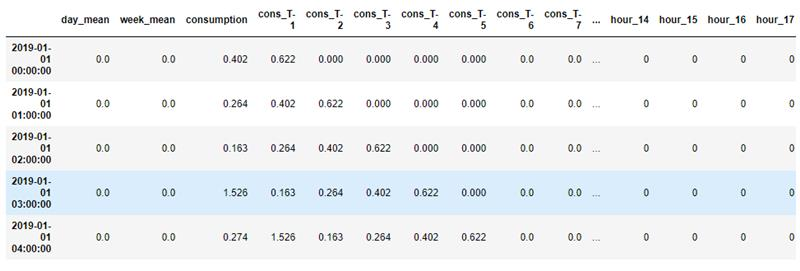 day_mean week_mean consumption cons_T-1 cons_T-2 cons_T-3 cons_T-4 cons_T-5 cons_T-6 cons_T-7 ... hour_14 hour_15 hour_16 hour_17
2019-01-01 00:00:00 0.0 0.0 0.402 0.622 0.000 0.000 0.000 0.000 0.0 0.0 ... 0 0 0 0
2019-01-01 01:00:00 0.0 0.0 0.264 0.402 0.622 0.000 0.000 0.000 0.0 0.0 ... 0 0 0 0
2019-01-01 02:00:00 0.0 0.0 0.163 0.264 0.402 0.622 0.000 0.000 0.0 0.0 ... 0 0 0 0
2019-01-01 03:00:00 0.0 0.0 1.526 0.163 0.264 0.402 0.622 0.000 0.0 0.0 ... 0 0 0 0
2019-01-01 04:00:00 0.0 0.0 0.274 1.526 0.163 0.264 0.402 0.622 0.0 0.0 ... 0 0 0 0